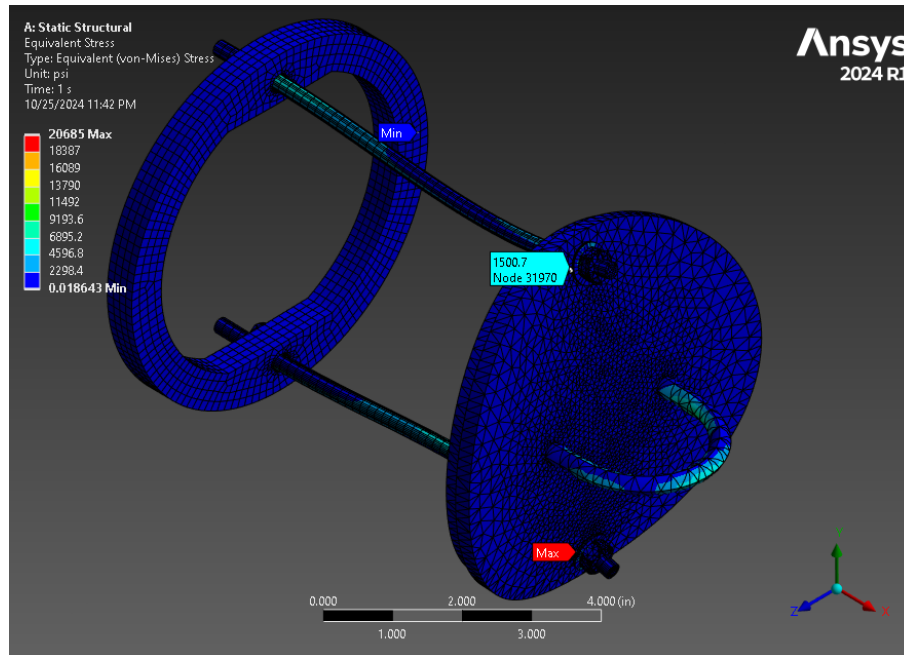 A: Static Structural
Equivalent Stress
Type: Equivalent (von-Mises) Stress
Unit: psi
Time: 1 s
10/25/2024 11:42 PM
Ansys
2024 R1
20685 Max
18387
16089
13790
11492
9193.6
6895.2
4596.8
2298.4
0.018643 Min
Min
1500.7
Node 31970
Max
0.000 2.000 4.000 (in)
1.000 3.000
Y
Z X